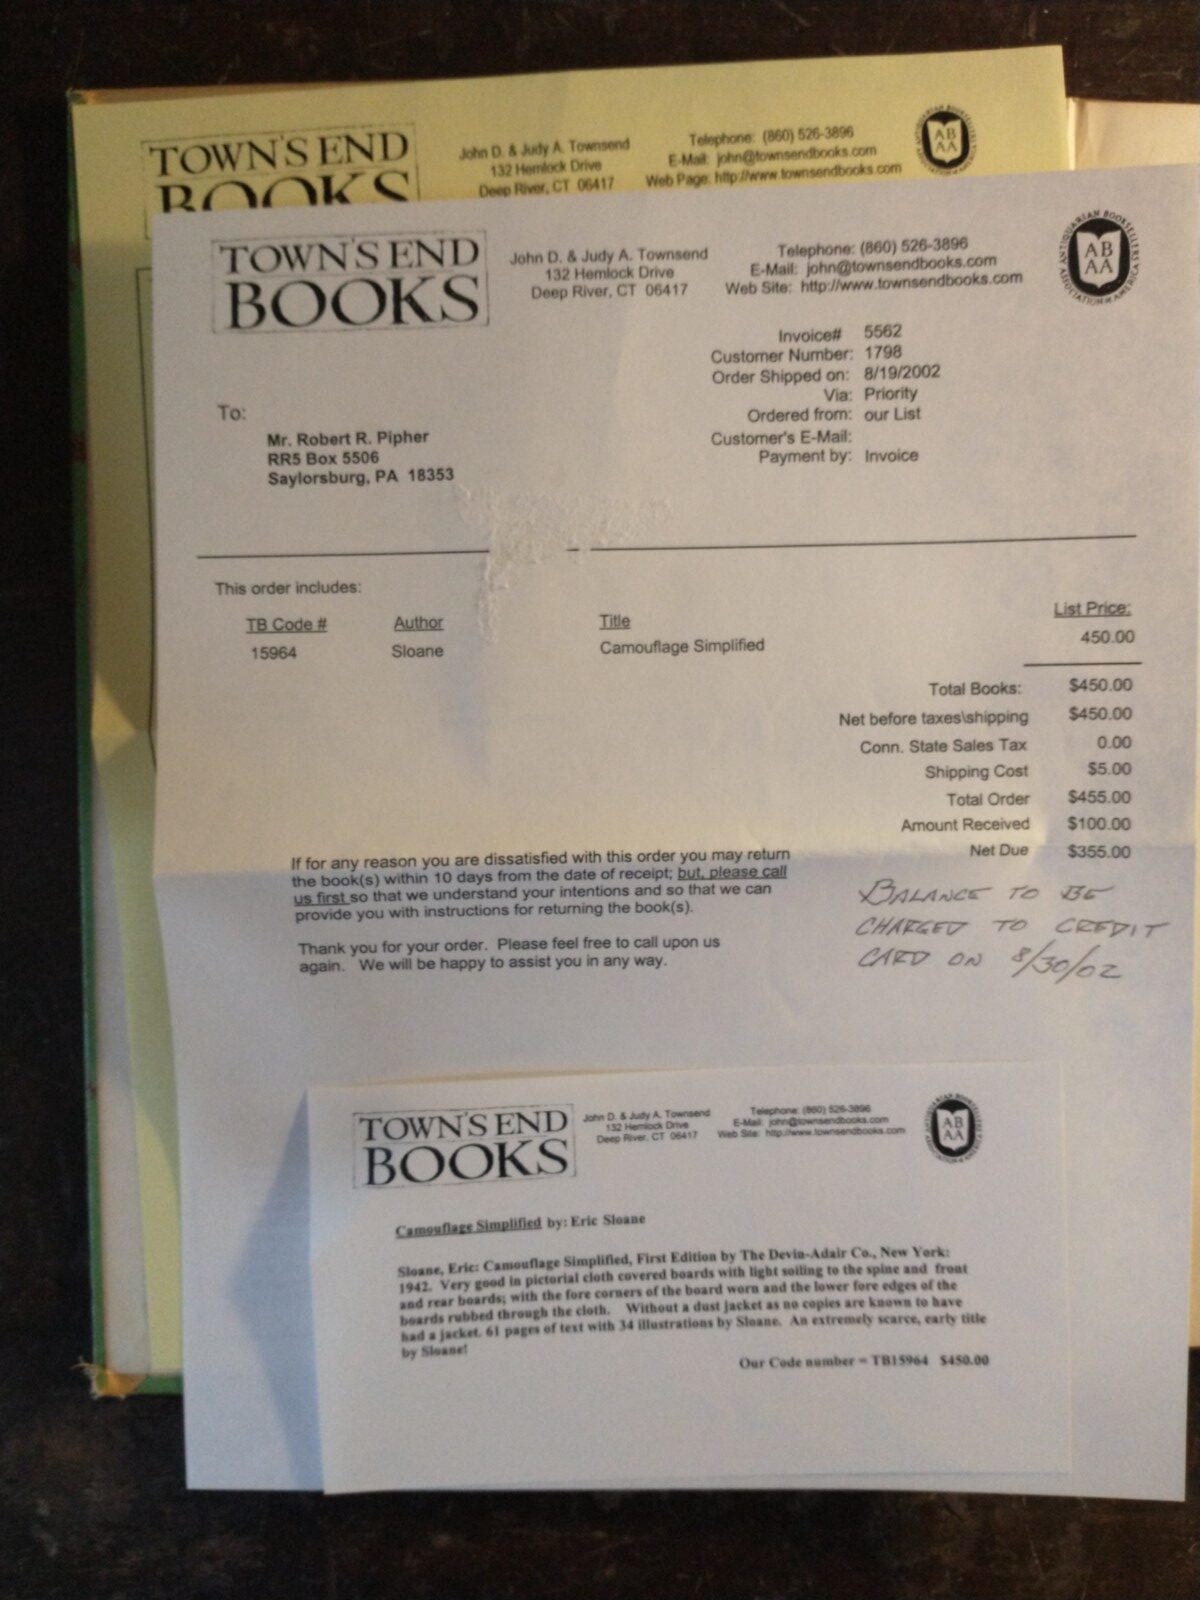 TOWN'S END
BOOKS
John D. & Judy A. Townsend
132 Hemlock Drive
Deep River, CT 06417
Telephone: (860) 526-3896
E-Mail: john@townsendbooks.com
Web Page: http://www.townsendbooks.com
AB
AA
TOWN'S END
BOOKS
John D. & Judy A. Townsend
132 Hemlock Drive
Deep River, CT 06417
Telephone: (860) 526-3896
E-Mail: john@townsendbooks.com
Web Site: http://www.townsendbooks.com
ANTIQUARIAN BOOKSELLERS ASSOCIATION of AMERICA
AB
AA
Invoice# 5562
Customer Number: 1798
Order Shipped on: 8/19/2002
Via: Priority
Ordered from: our List
Customer's E-Mail:
Payment by: Invoice
To:
Mr. Robert R. Pipher
RR5 Box 5506
Saylorsburg, PA 18353
This order includes:
TB Code # Author Title List Price:
15964 Sloane Camouflage Simplified 450.00
Total Books: $450.00
Net before taxes\shipping $450.00
Conn. State Sales Tax 0.00
Shipping Cost $5.00
Total Order $455.00
Amount Received $100.00
Net Due $355.00
If for any reason you are dissatisfied with this order you may return
the book(s) within 10 days from the date of receipt; but, please call
us first so that we understand your intentions and so that we can
provide you with instructions for returning the book(s).
Thank you for your order. Please feel free to call upon us
again. We will be happy to assist you in any way.
BALANCE TO BE
CHARGED TO CREDIT
CARD ON 8/30/02
TOWN'S END
BOOKS
John D. & Judy A. Townsend
132 Hemlock Drive
Deep River, CT 06417
Telephone: (860) 526-3896
E-Mail: john@townsendbooks.com
Web Site: http://www.townsendbooks.com
AB
AA
Camouflage Simplified by: Eric Sloane
Sloane, Eric: Camouflage Simplified, First Edition by The Devin-Adair Co., New York:
1942. Very good in pictorial cloth covered boards with light soiling to the spine and front
and rear boards; with the fore corners of the board worn and the lower fore edges of the
boards rubbed through the cloth. Without a dust jacket as no copies are known to have
had a jacket. 61 pages of text with 34 illustrations by Sloane. An extremely scarce, early title
by Sloane!
Our Code number = TB15964 $450.00